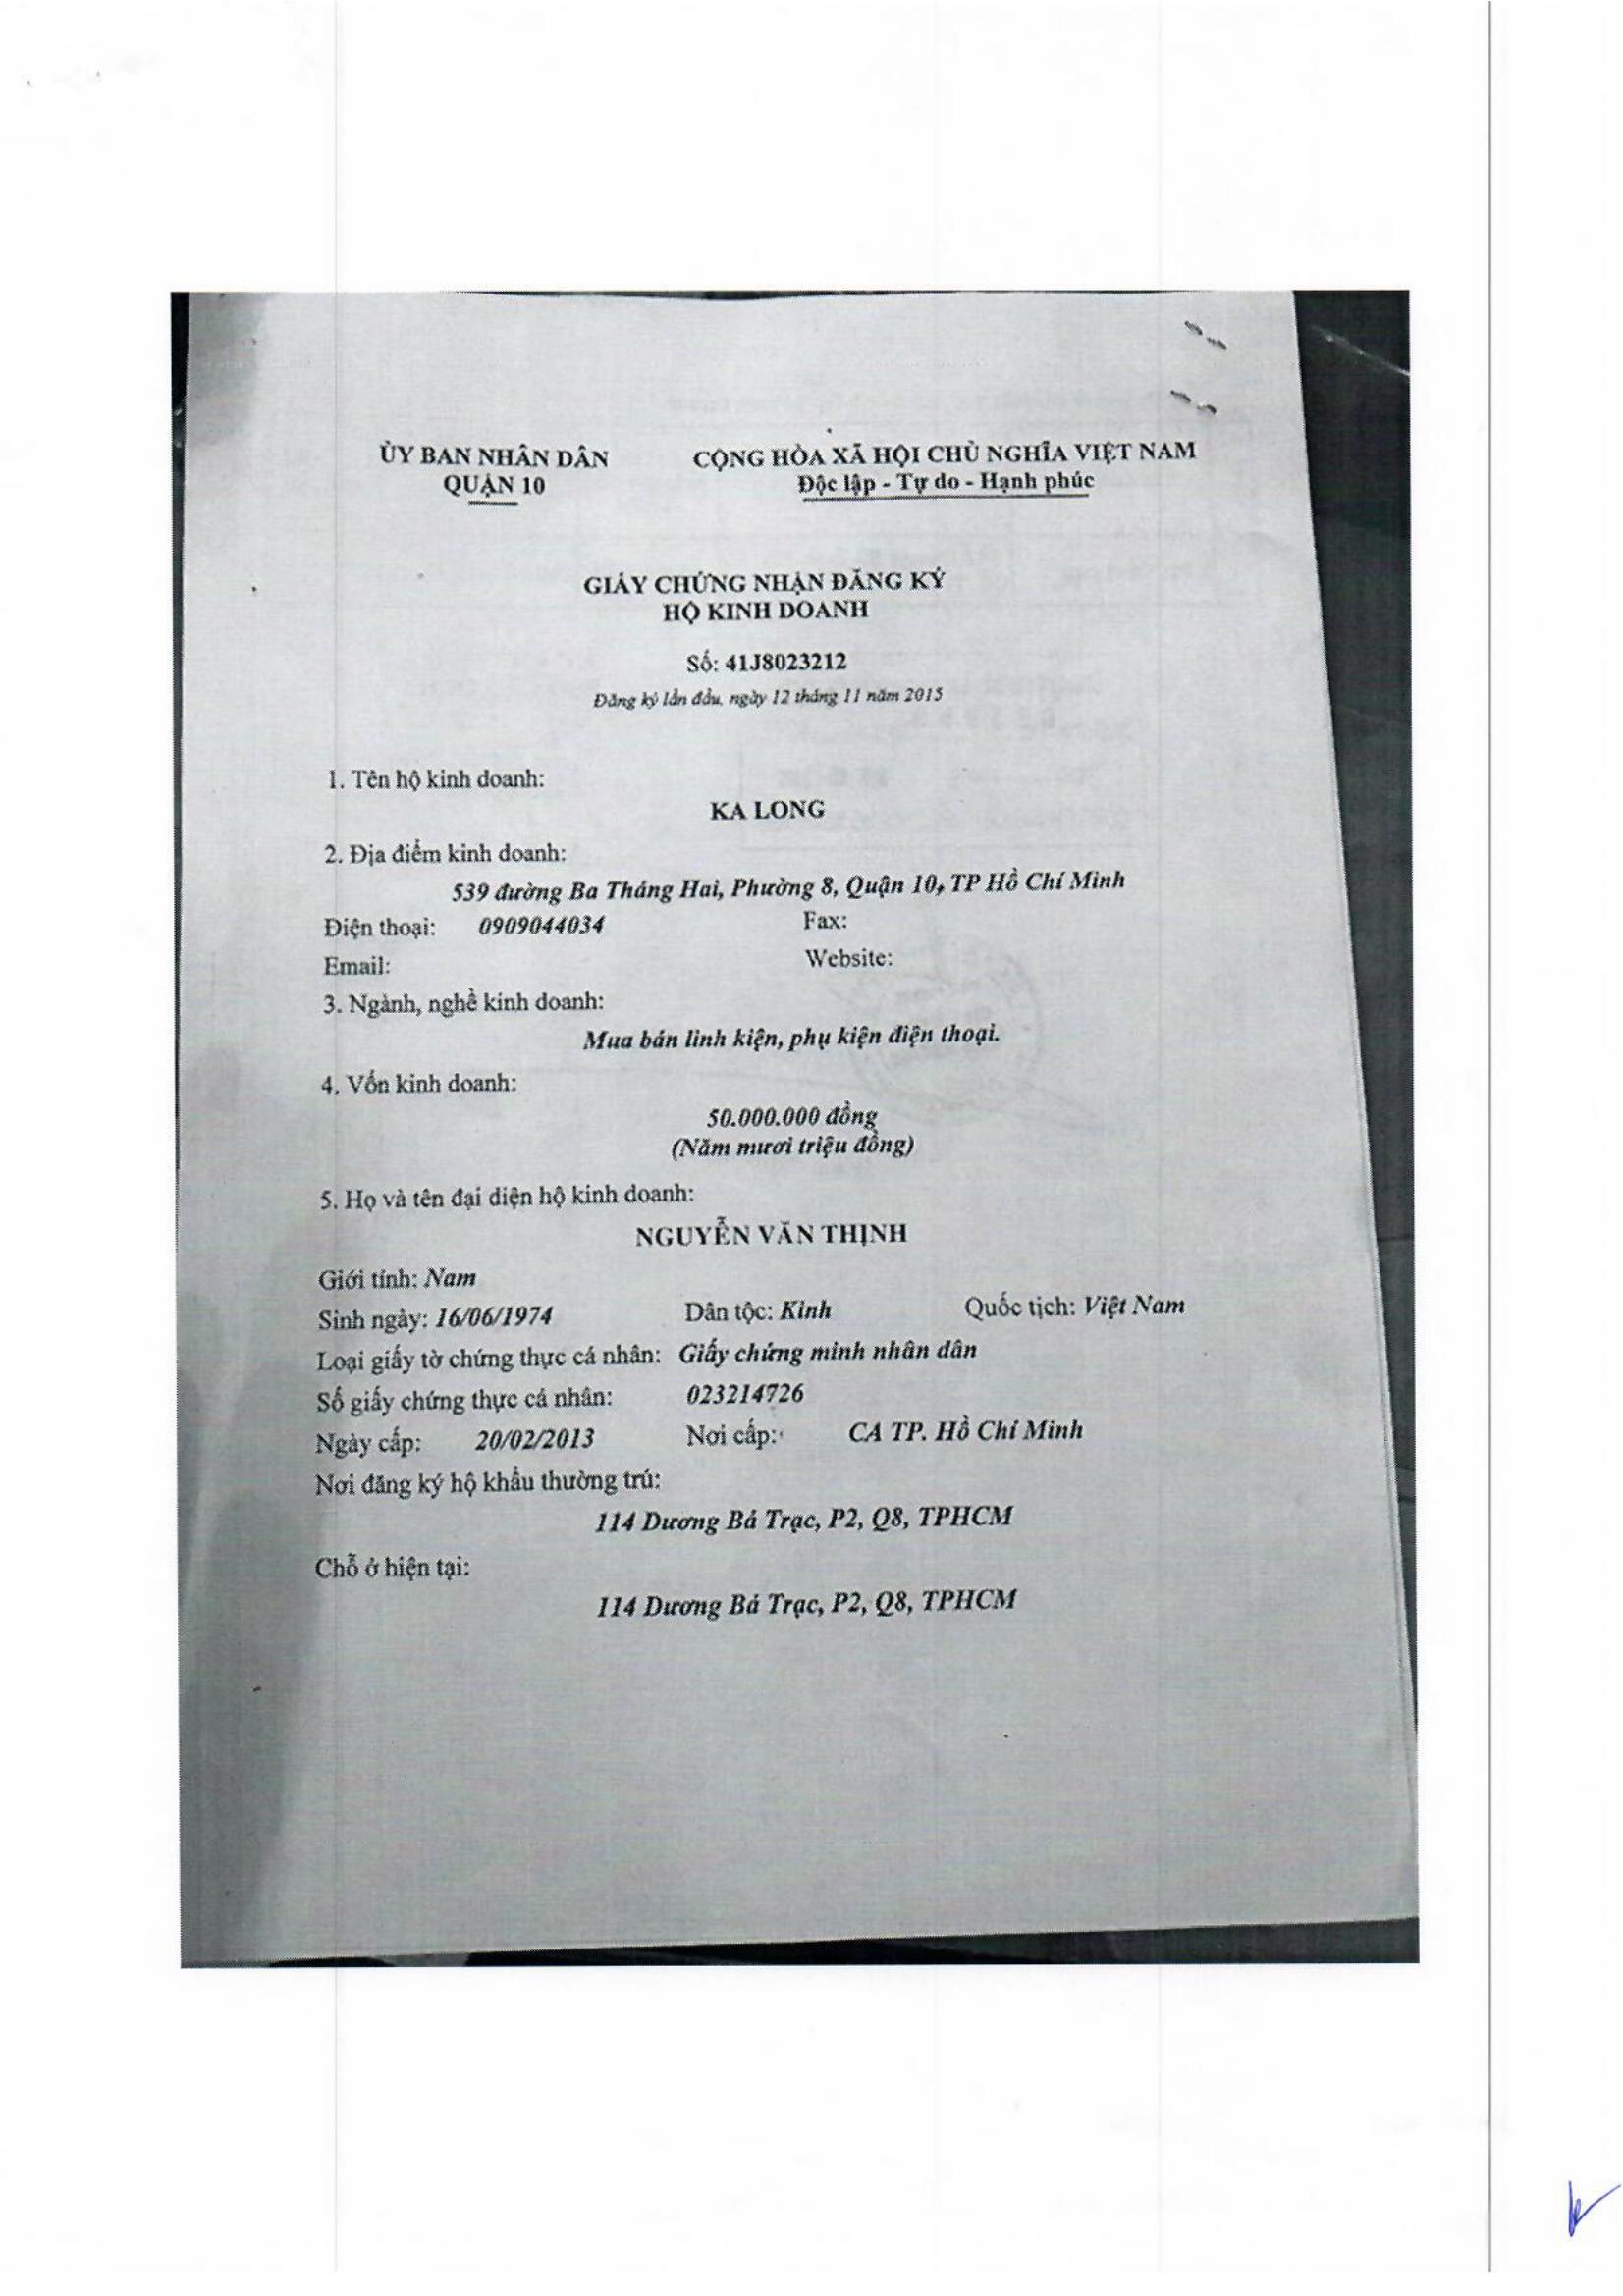 ỦY BAN NHÂN DÂN
QUẬN 10
CỘNG HÒA XÃ HỘI CHỦ NGHĨA VIỆT NAM
Độc lập - Tự do - Hạnh phúc
GIẤY CHỨNG NHẬN ĐĂNG KÝ
HỘ KINH DOANH
Số: 41J8023212
Đăng ký lần đầu, ngày 12 tháng 11 năm 2015
1. Tên hộ kinh doanh:
KA LONG
2. Địa điểm kinh doanh:
539 đường Ba Tháng Hai, Phường 8, Quận 10, TP Hồ Chí Minh
Điện thoại: 0909044034 Fax:
Email: Website:
3. Ngành, nghề kinh doanh:
Mua bán linh kiện, phụ kiện điện thoại.
4. Vốn kinh doanh:
50.000.000 đồng
(Năm mươi triệu đồng)
5. Họ và tên đại diện hộ kinh doanh:
NGUYỄN VĂN THỊNH
Giới tính: Nam
Sinh ngày: 16/06/1974 Dân tộc: Kinh Quốc tịch: Việt Nam
Loại giấy tờ chứng thực cá nhân: Giấy chứng minh nhân dân
Số giấy chứng thực cá nhân: 023214726
Ngày cấp: 20/02/2013 Nơi cấp: CA TP. Hồ Chí Minh
Nơi đăng ký hộ khẩu thường trú:
114 Dương Bá Trạc, P2, Q8, TPHCM
Chỗ ở hiện tại:
114 Dương Bá Trạc, P2, Q8, TPHCM